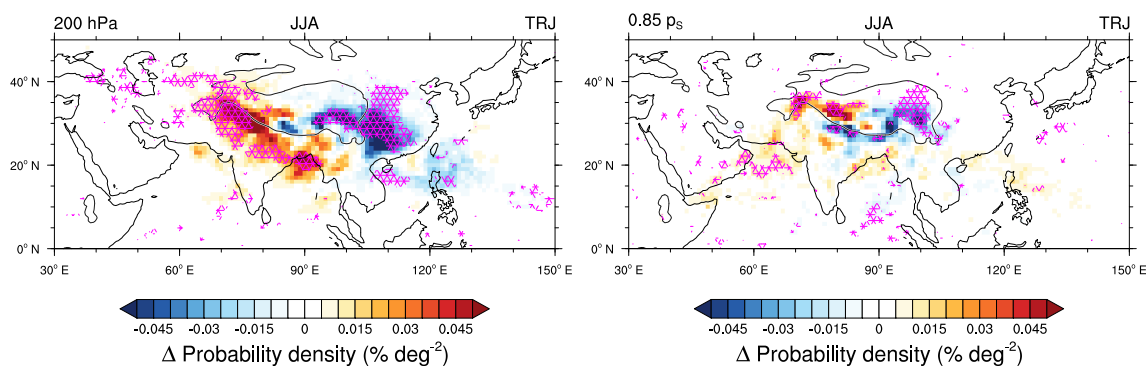 200 hPa JJA TRJ
40° N
20° N
0° N
30° E 60° E 90° E 120° E 150° E
-0.045 -0.03 -0.015 0 0.015 0.03 0.045
Δ Probability density (% deg⁻²)
0.85 pS JJA TRJ
40° N
20° N
0° N
30° E 60° E 90° E 120° E 150° E
-0.045 -0.03 -0.015 0 0.015 0.03 0.045
Δ Probability density (% deg⁻²)